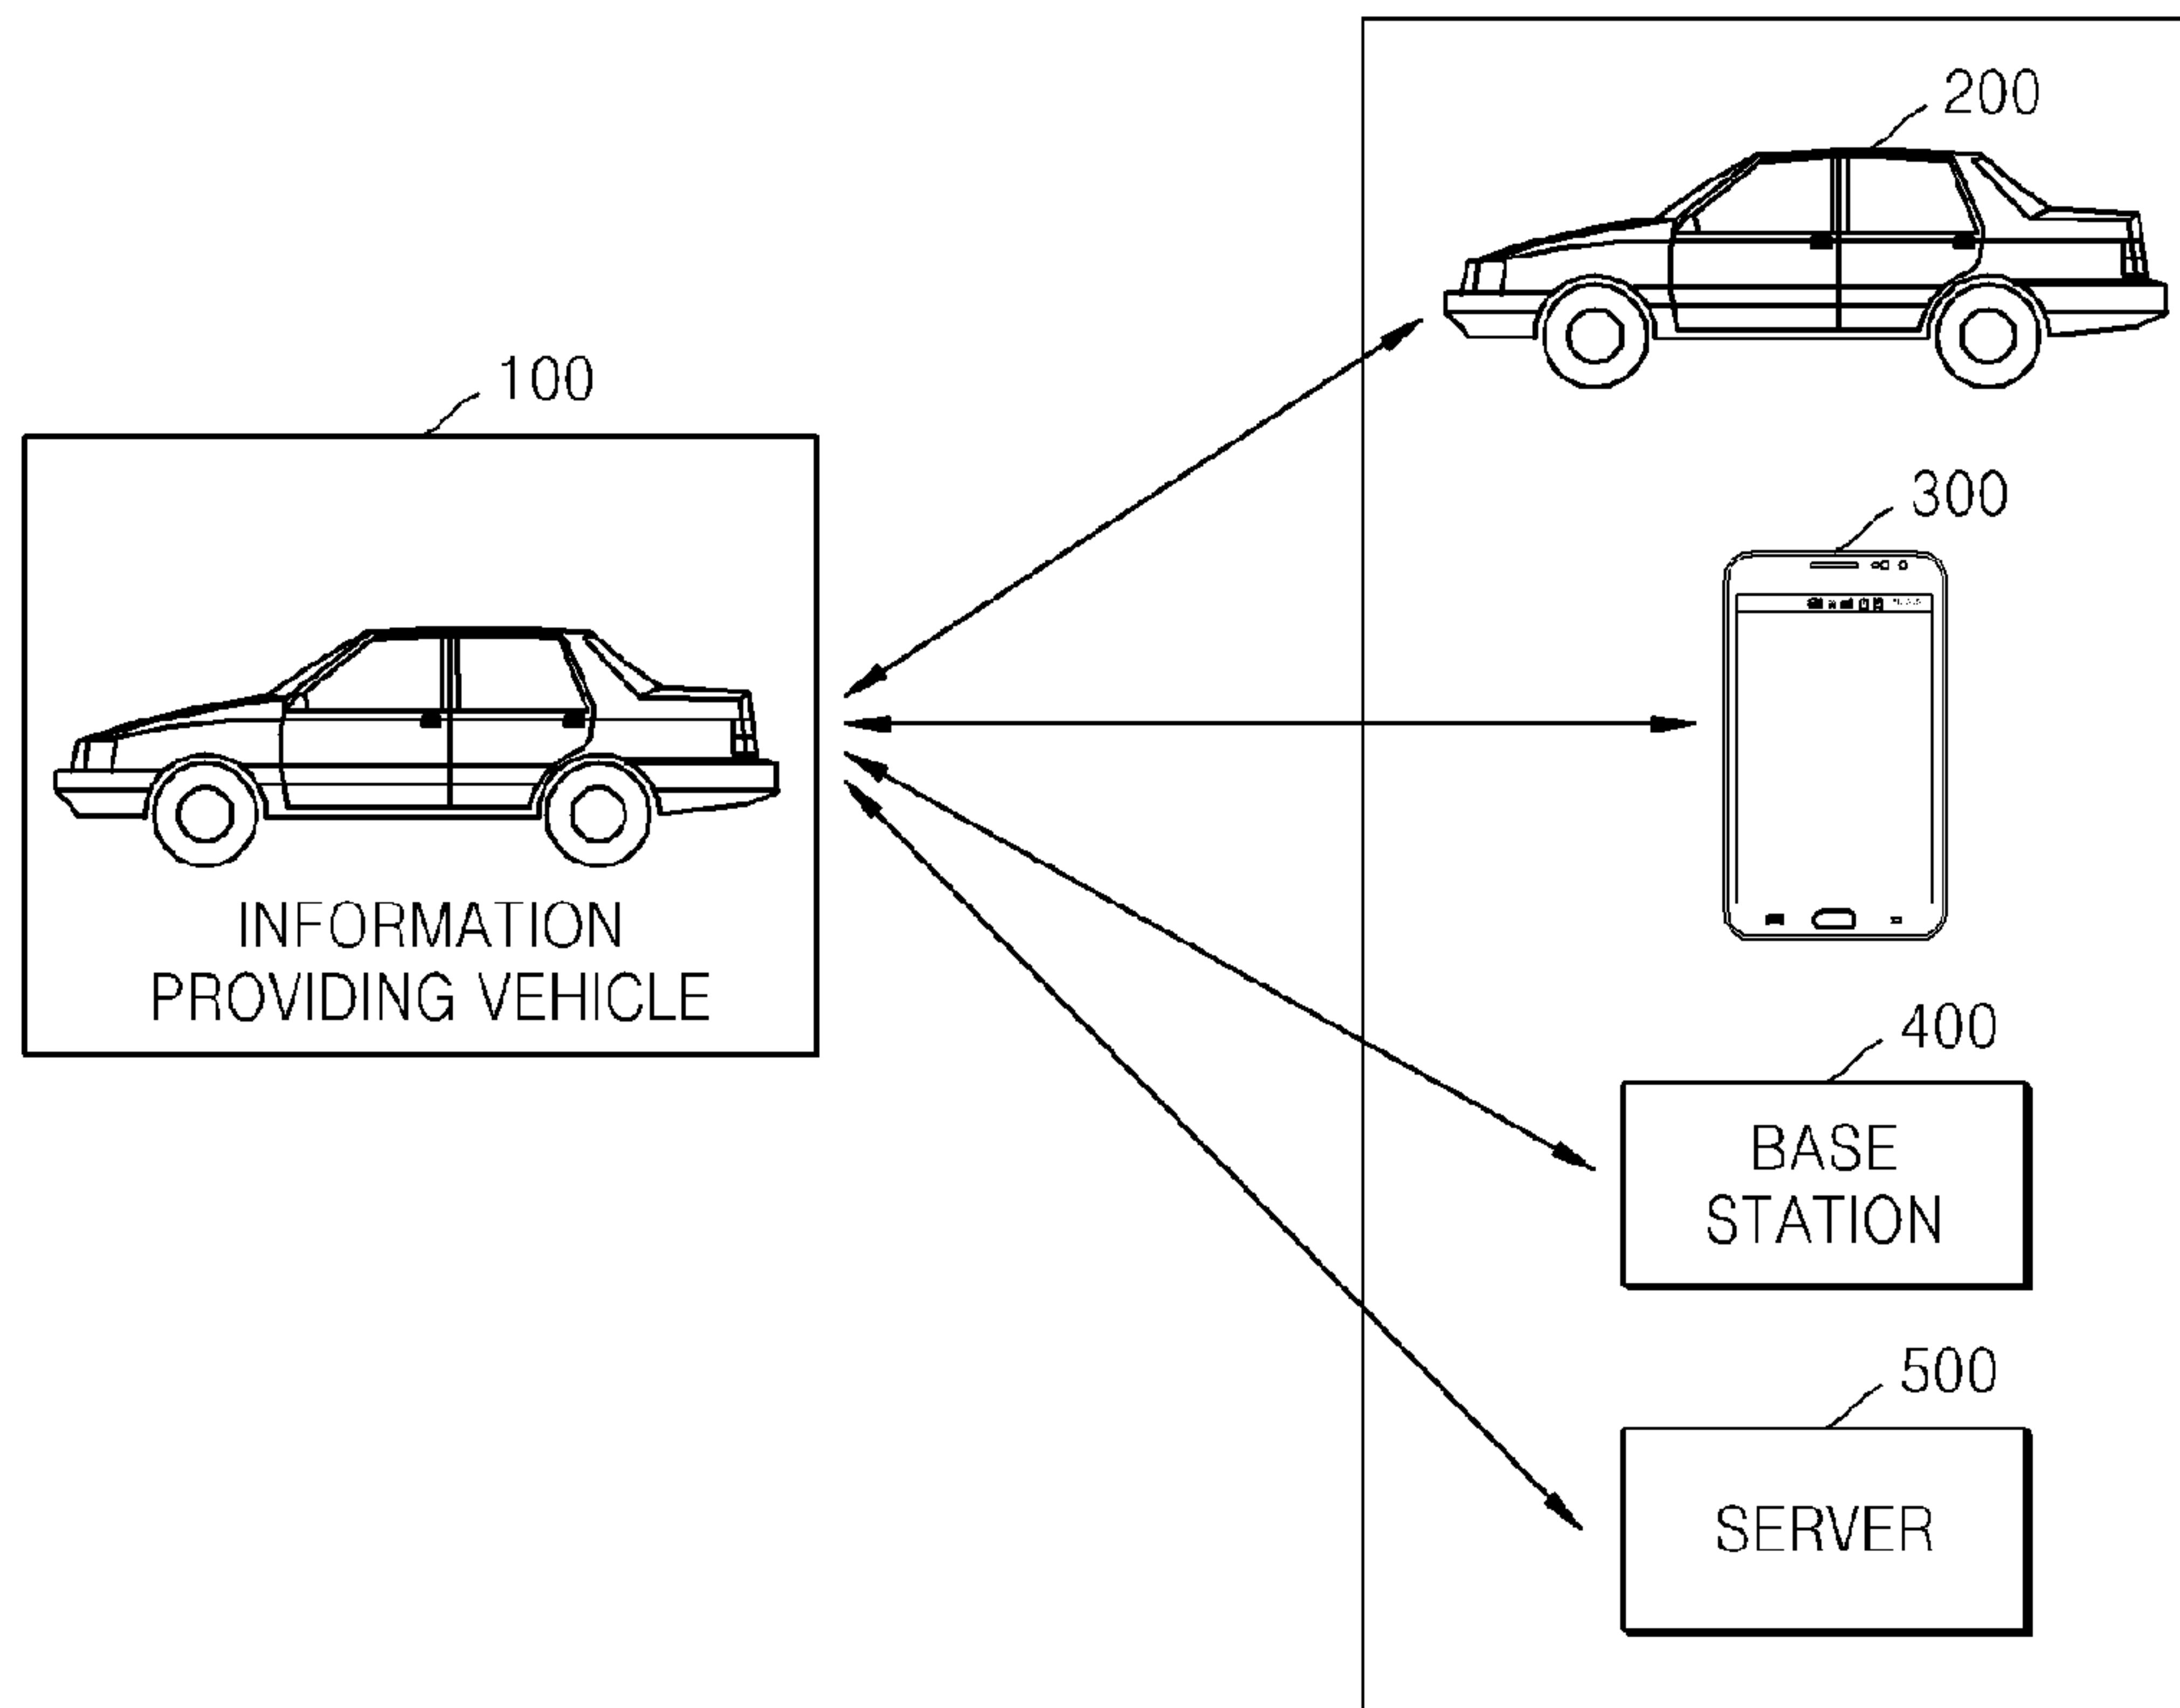 200
100
300
INFORMATION
PROVIDING VEHICLE
400
BASE
STATION
500
SERVER